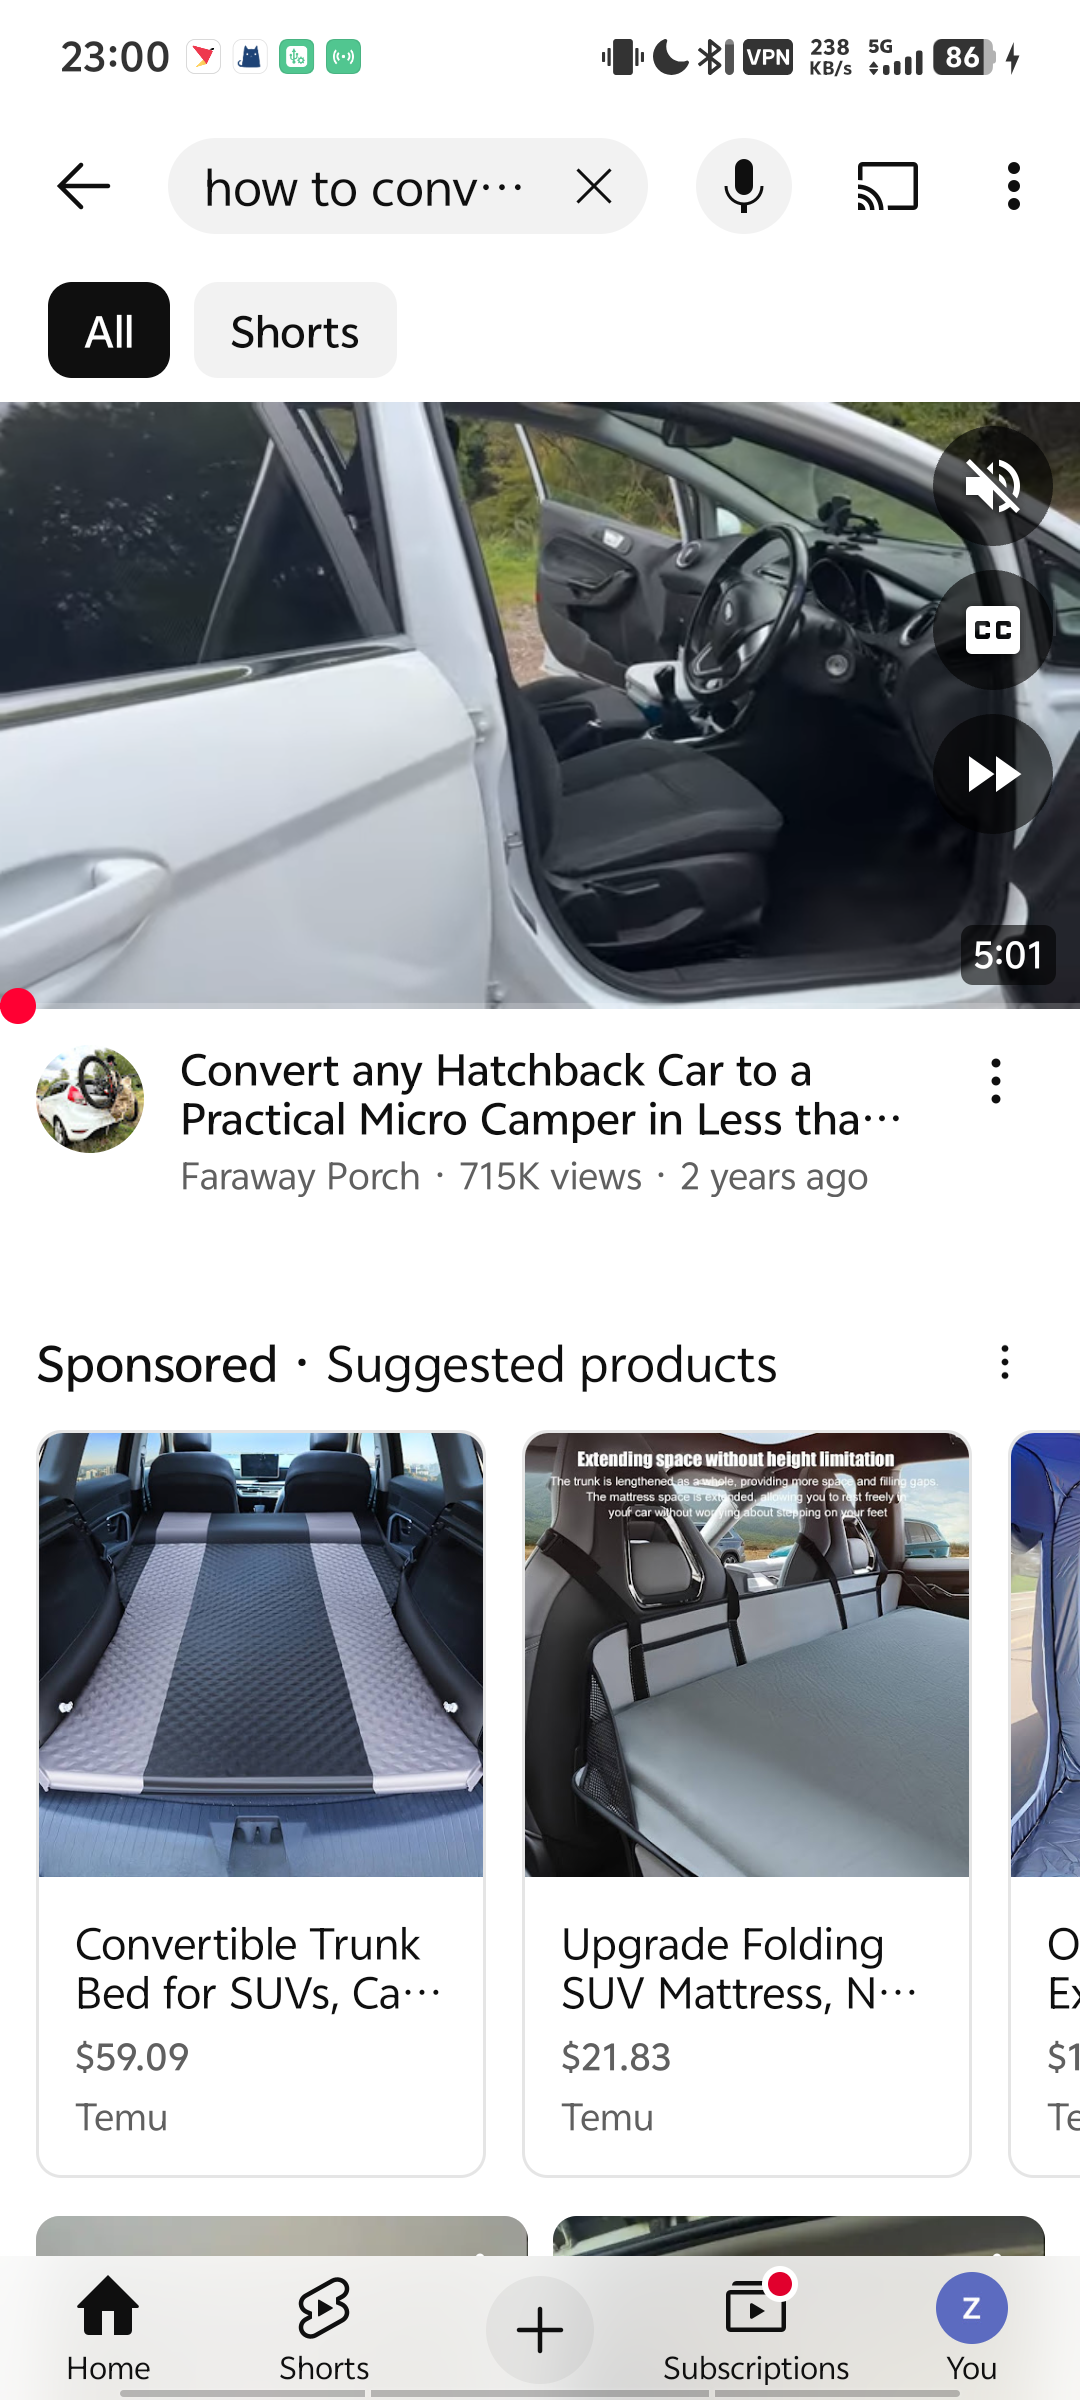 23:00
VPN
238
KB/s
5G
86
how to conv···
All
Shorts
CC
5:01
Convert any Hatchback Car to a
Practical Micro Camper in Less tha···
Faraway Porch · 715K views · 2 years ago
Sponsored · Suggested products
Extending space without height limitation
The trunk is lengthened as a whole, providing more space and filling gaps.
The mattress space is extended, allowing you to rest freely in
your car without worrying about stepping on your feet
Convertible Trunk
Bed for SUVs, Ca···
$59.09
Temu
Upgrade Folding
SUV Mattress, N···
$21.83
Temu
O
Ex
$1
Te
Home
Shorts
Subscriptions
Z
You